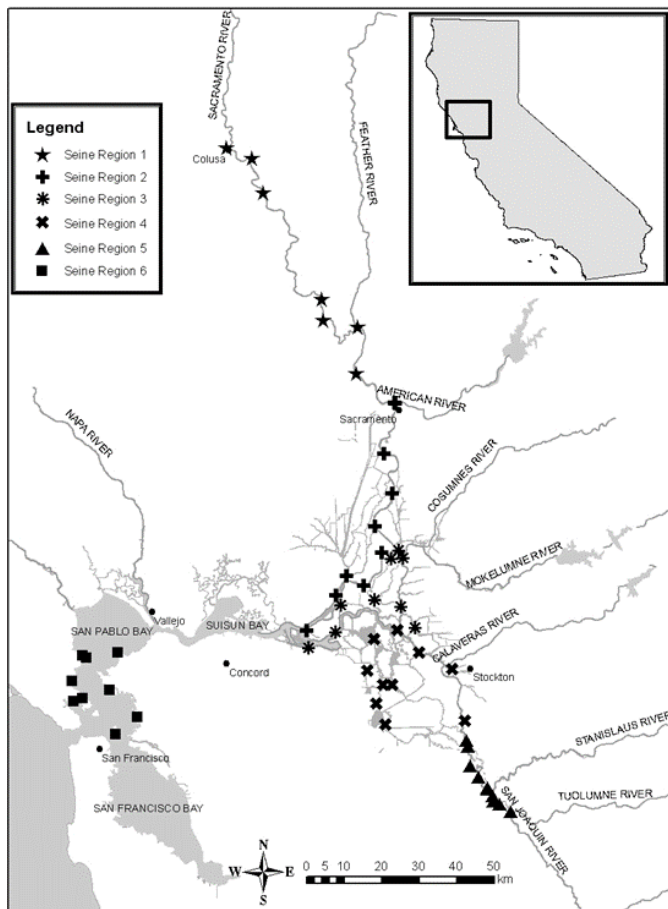 SACRAMENTO RIVER
FEATHER RIVER
Legend
Seine Region 1
Seine Region 2
Seine Region 3
Seine Region 4
Seine Region 5
Seine Region 6
Colusa
AMERICAN RIVER
Sacramento
NAPA RIVER
COSUMNES RIVER
MOKELUMNE RIVER
Vallejo
SUISUN BAY
SAN PABLO BAY
CALAVERAS RIVER
Concord
Stockton
STANISLAUS RIVER
San Francisco
TUOLUMNE RIVER
SAN JOAQUIN RIVER
SAN FRANCISCO BAY
N
W E
S
0 5 10 20 30 40 50
km